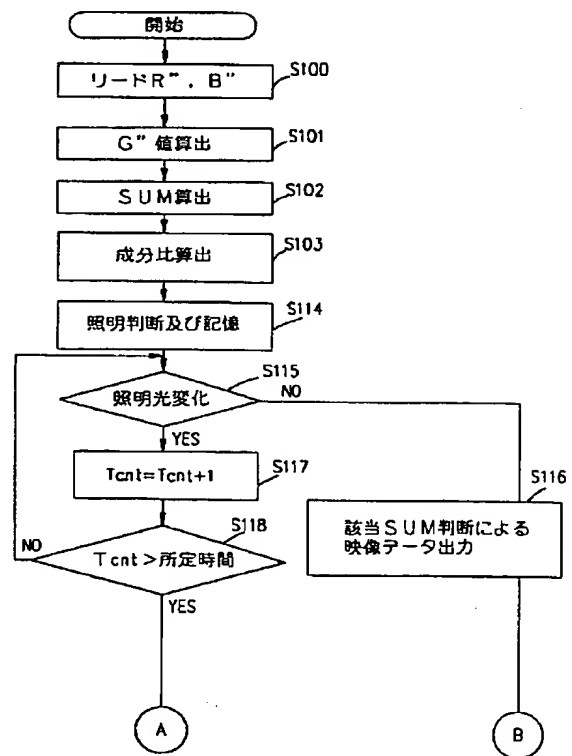 開始
リードR"，B"
S100
G"値算出
S101
SUM算出
S102
成分比算出
S103
照明判断及び記憶
S114
照明光変化
S115
NO
YES
Tcnt=Tcnt+1
S117
S116
該当SUM判断による
映像データ出力
Tcnt＞所定時間
S118
NO
YES
A
B